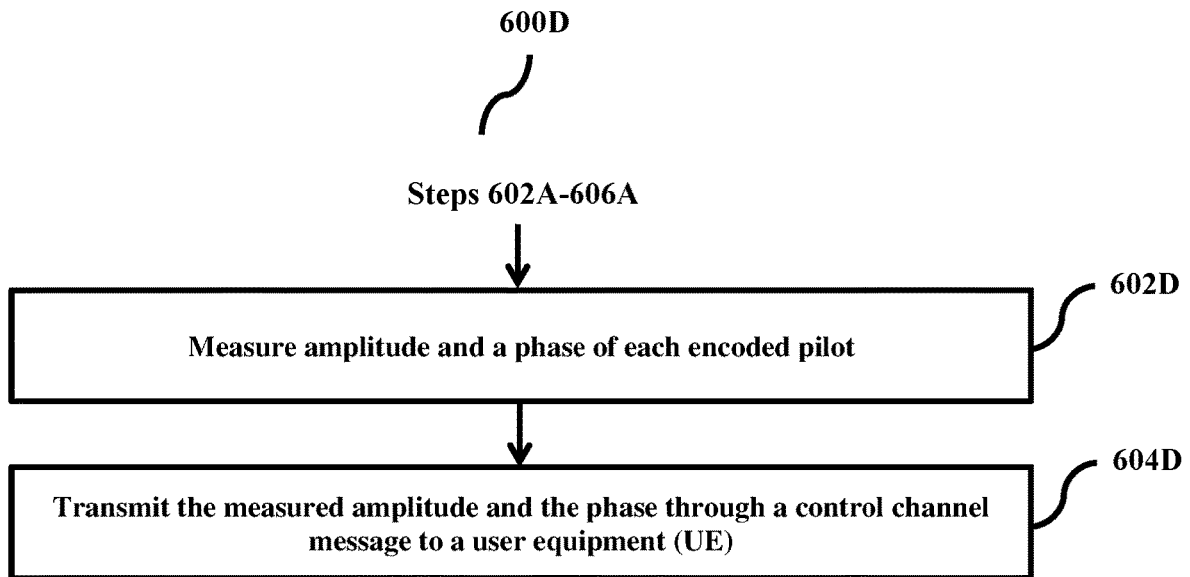 600D
Steps 602A-606A
602D
Measure amplitude and a phase of each encoded pilot
604D
Transmit the measured amplitude and the phase through a control channel
message to a user equipment (UE)